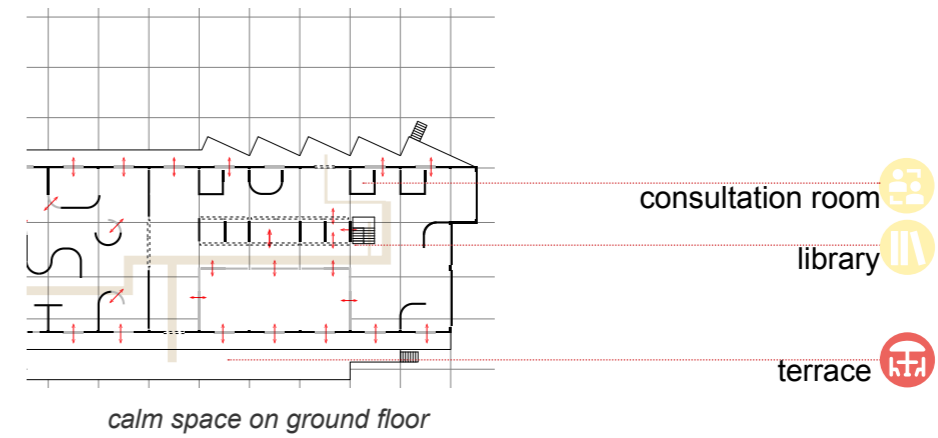 consultation room
library
terrace
calm space on ground floor